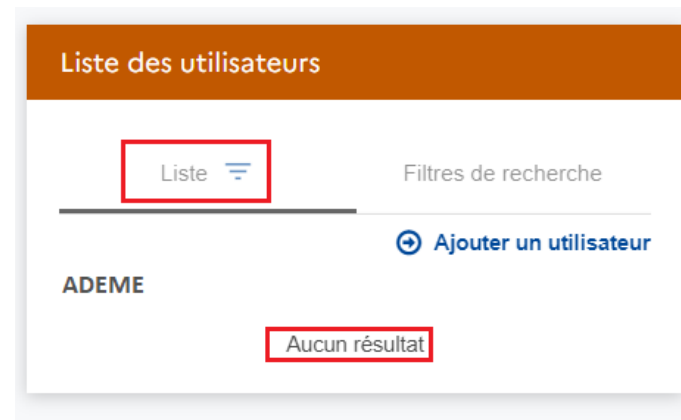 Liste des utilisateurs
Liste Filtres de recherche
Ajouter un utilisateur
ADEME
Aucun résultat